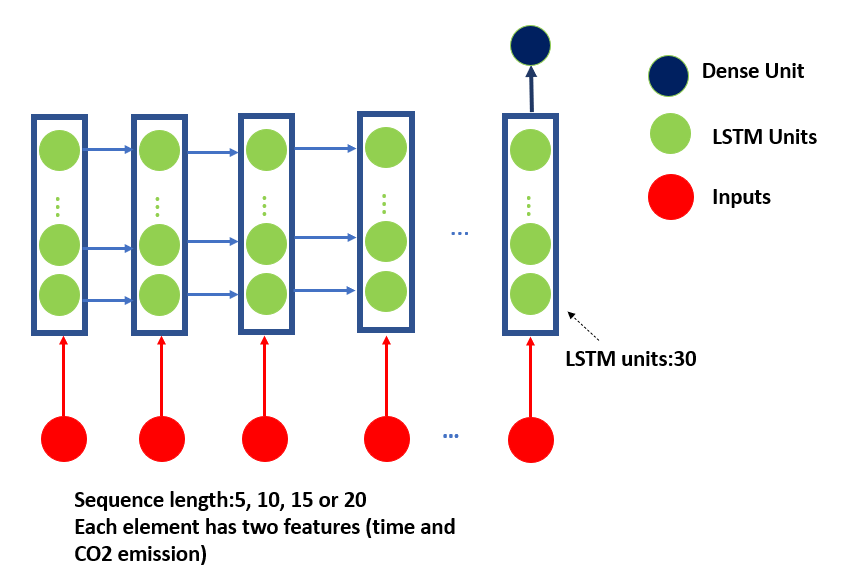 Dense Unit
LSTM Units
Inputs
...
LSTM units:30
...
Sequence length:5, 10, 15 or 20
Each element has two features (time and
CO2 emission)